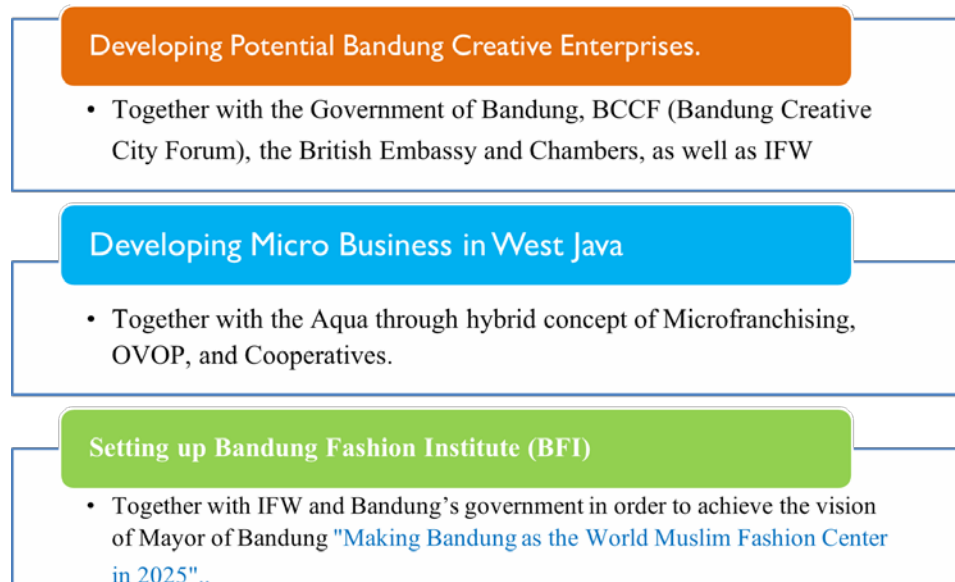 Developing Potential Bandung Creative Enterprises.
• Together with the Government of Bandung, BCCF (Bandung Creative
City Forum), the British Embassy and Chambers, as well as IFW
Developing Micro Business in West Java
• Together with the Aqua through hybrid concept of Microfranchising,
OVOP, and Cooperatives.
Setting up Bandung Fashion Institute (BFI)
• Together with IFW and Bandung’s government in order to achieve the vision
of Mayor of Bandung "Making Bandung as the World Muslim Fashion Center
in 2025"..